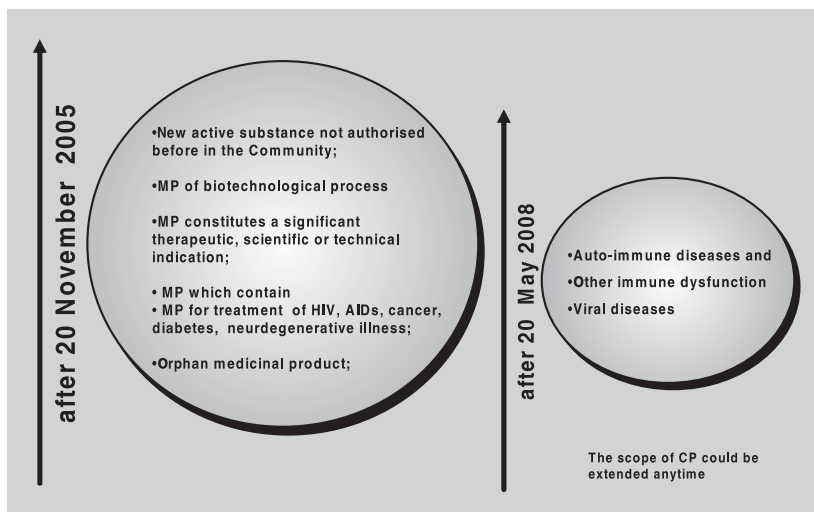 after 20 November 2005
•New active substance not authorised
before in the Community;
•MP of biotechnological process
•MP constitutes a significant
therapeutic, scientific or technical
indication;
• MP which contain
• MP for treatment of HIV, AIDs, cancer,
diabetes, neurdegenerative illness;
•Orphan medicinal product;
after 20 May 2008
•Auto-immune diseases and
•Other immune dysfunction
•Viral diseases
The scope of CP could be
extended anytime